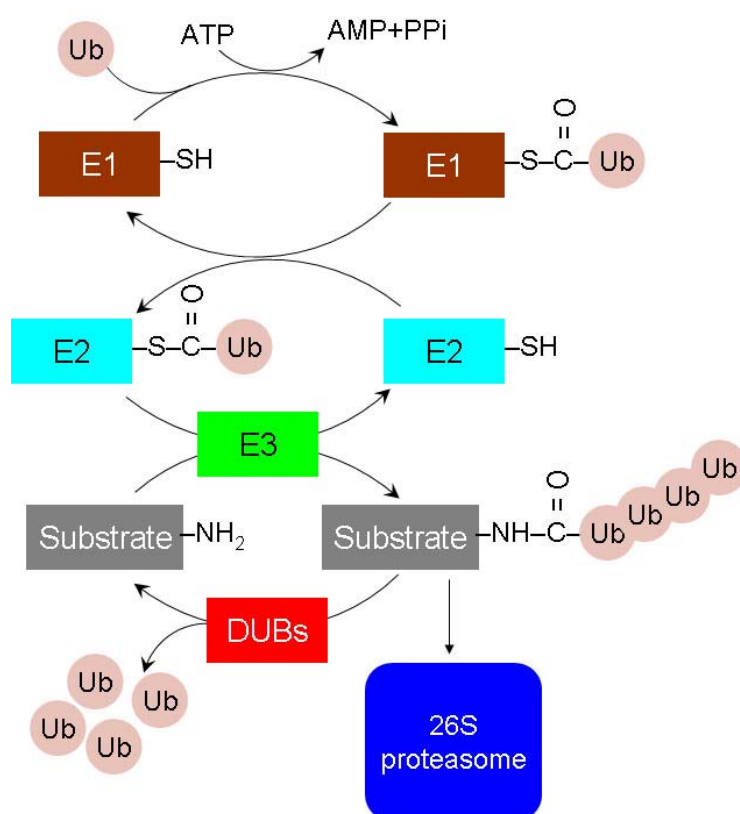 ATP
AMP+PPi
Ub
O
=
E1
–SH
E1
–S–C–
Ub
O
=
E2
–S–C–
Ub
E2
–SH
E3
O
=
Ub
Ub
Ub
Ub
Substrate
–NH₂
Substrate
–NH–C–
DUBs
Ub
Ub
Ub
Ub
26S
proteasome